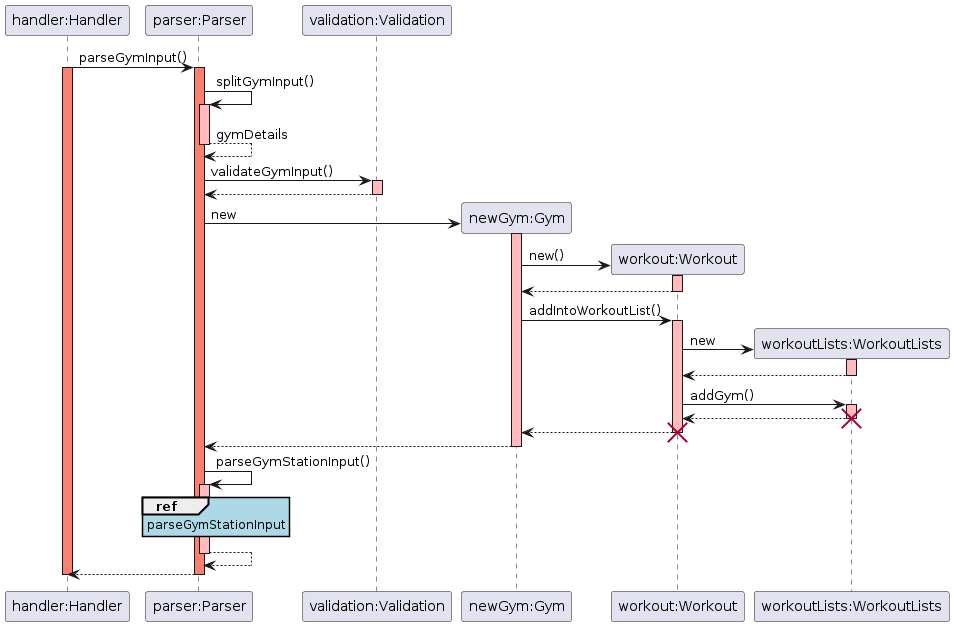 handler:Handler
parser:Parser
validation:Validation
parseGymInput()
splitGymInput()
gymDetails
validateGymInput()
new
newGym:Gym
new()
workout:Workout
addIntoWorkoutList()
new
workoutLists:WorkoutLists
addGym()
parseGymStationInput()
ref
parseGymStationInput
handler:Handler
parser:Parser
validation:Validation
newGym:Gym
workout:Workout
workoutLists:WorkoutLists